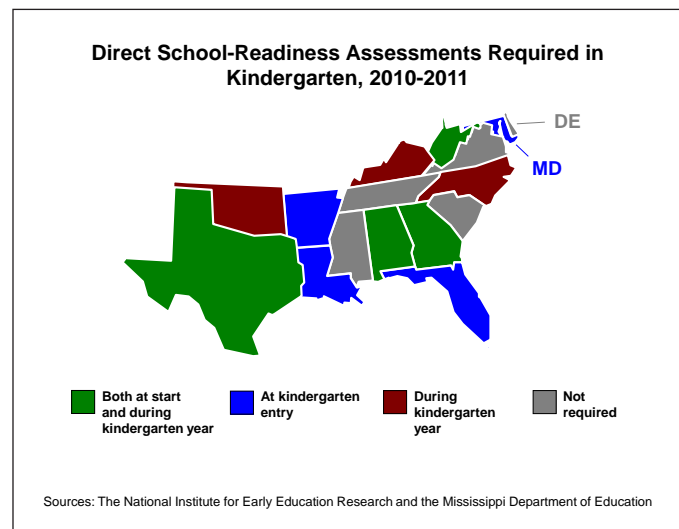 Direct School-Readiness Assessments Required in
Kindergarten, 2010-2011
DE
MD
Both at start
and during
kindergarten year
At kindergarten
entry
During
kindergarten
year
Not
required
Sources: The National Institute for Early Education Research and the Mississippi Department of Education